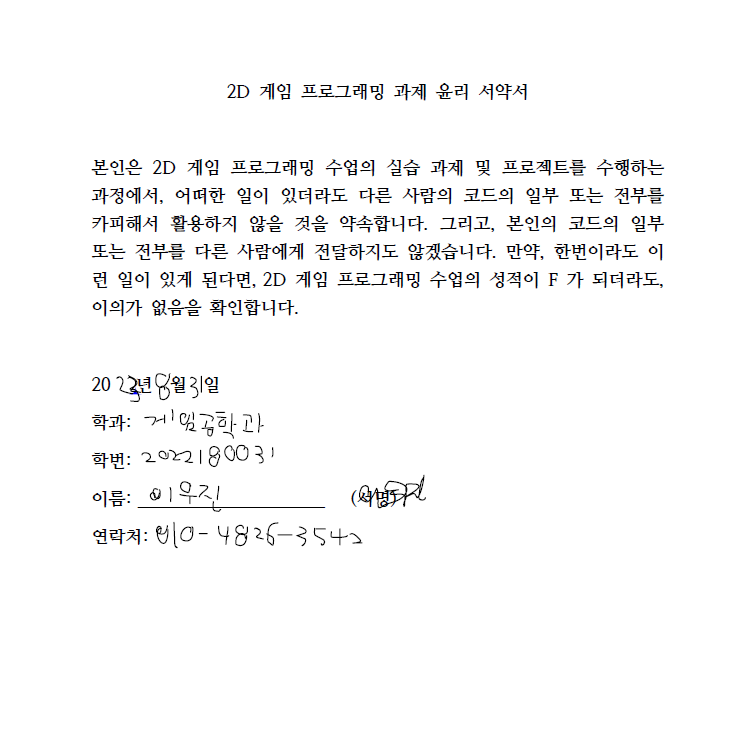 2D 게임 프로그래밍 과제 윤리 서약서
본인은 2D 게임 프로그래밍 수업의 실습 과제 및 프로젝트를 수행하는
과정에서, 어떠한 일이 있더라도 다른 사람의 코드의 일부 또는 전부를
카피해서 활용하지 않을 것을 약속합니다. 그리고, 본인의 코드의 일부
또는 전부를 다른 사람에게 전달하지도 않겠습니다. 만약, 한번이라도 이
런 일이 있게 된다면, 2D 게임 프로그래밍 수업의 성적이 F 가 되더라도,
이의가 없음을 확인합니다.
2023년 8월 31일
학과: 게임공학과
학번: 2022180031
이름: 이우진 (서명)
연락처: 010-4826-3542